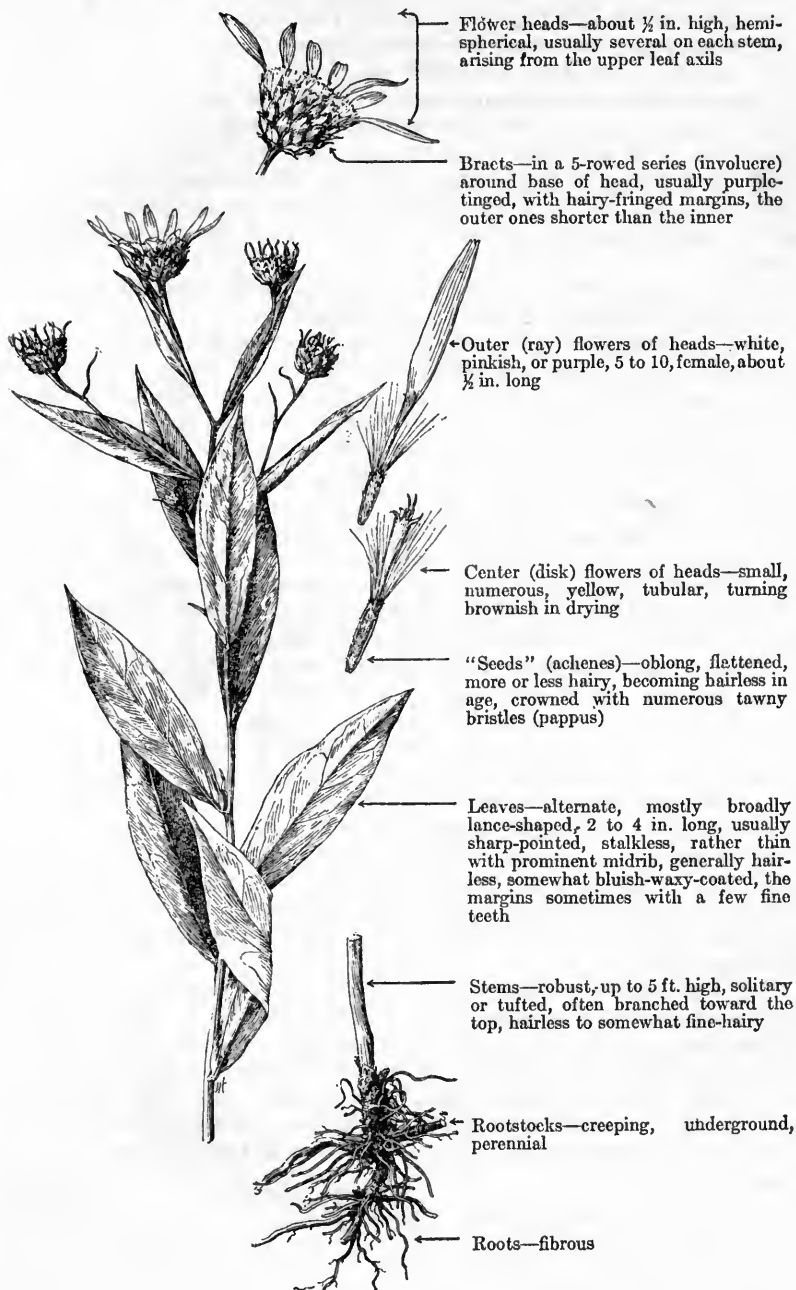 Flower heads—about ½ in. high, hemi-
spherical, usually several on each stem,
arising from the upper leaf axils
Bracts—in a 5-rowed series (involucre)
around base of head, usually purple-
tinged, with hairy-fringed margins, the
outer ones shorter than the inner
Outer (ray) flowers of heads—white,
pinkish, or purple, 5 to 10, female, about
½ in. long
Center (disk) flowers of heads—small,
numerous, yellow, tubular, turning
brownish in drying
"Seeds" (achenes)—oblong, flattened,
more or less hairy, becoming hairless in
age, crowned with numerous tawny
bristles (pappus)
Leaves—alternate, mostly broadly
lance-shaped, 2 to 4 in. long, usually
sharp-pointed, stalkless, rather thin
with prominent midrib, generally hair-
less, somewhat bluish-waxy-coated, the
margins sometimes with a few fine
teeth
Stems—robust, up to 5 ft. high, solitary
or tufted, often branched toward the
top, hairless to somewhat fine-hairy
Rootstocks—creeping, underground,
perennial
Roots—fibrous